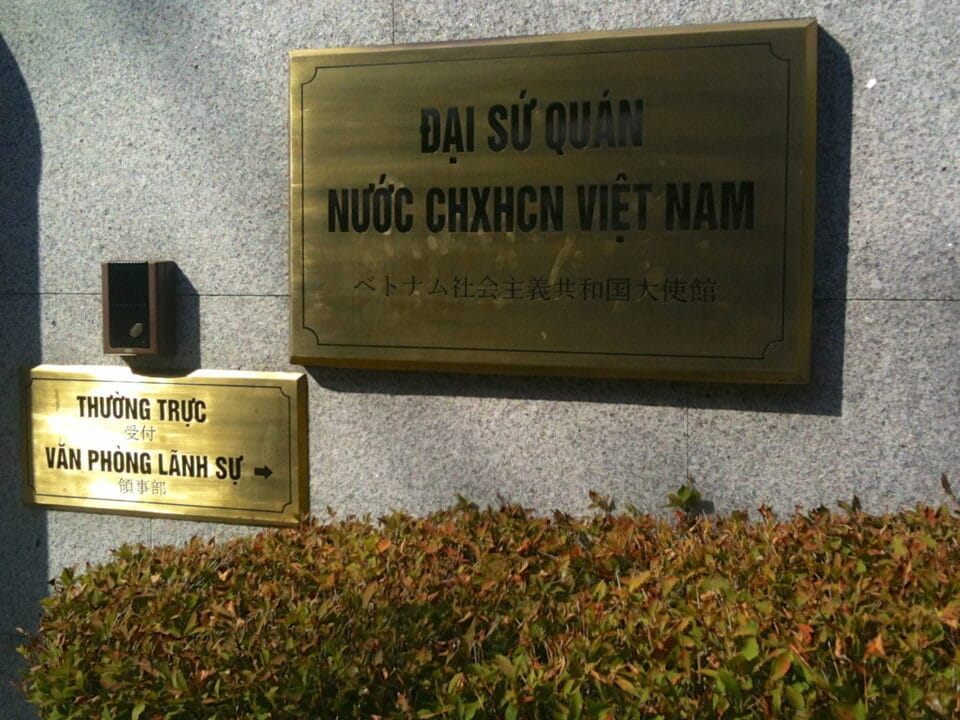 ĐẠI SỨ QUÁN
NƯỚC CHXHCN VIỆT NAM
ベトナム社会主義共和国大使館
THƯỜNG TRỰC
受付
VĂN PHÒNG LÃNH SỰ →
領事部